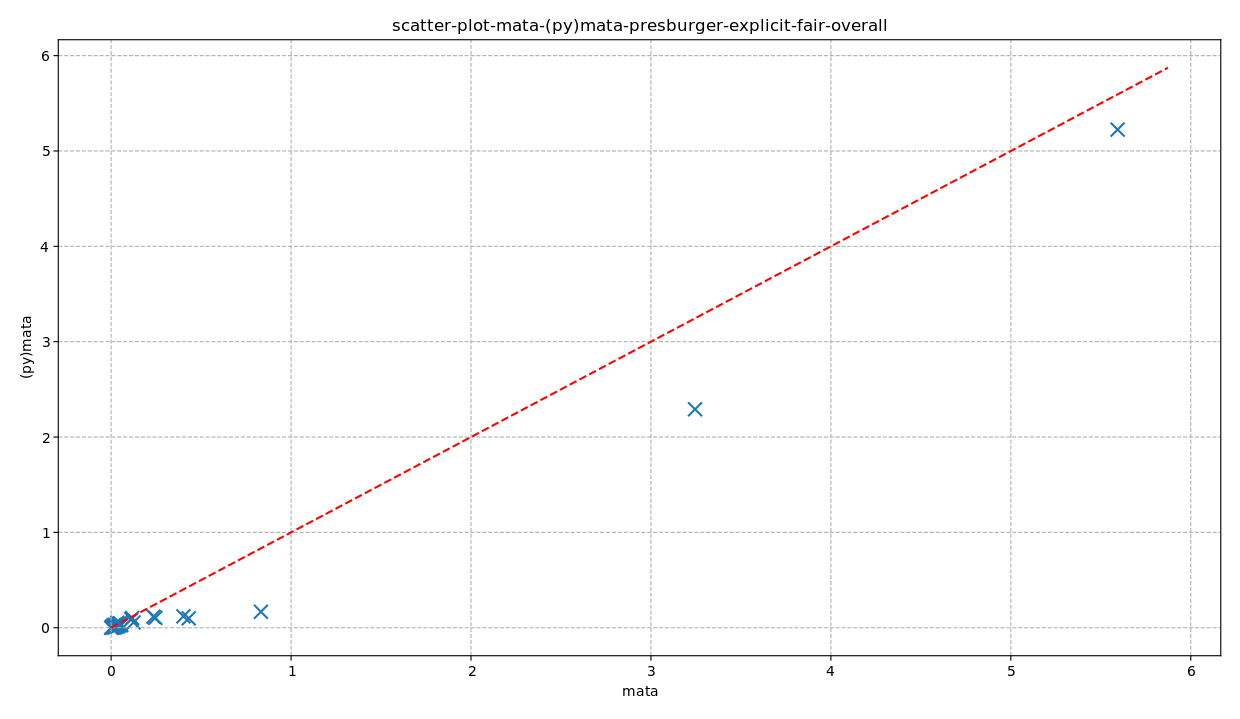 scatter-plot-mata-(py)mata-presburger-explicit-fair-overall
6
5
4
3
2
1
0
(py)mata
0 1 2 3 4 5 6
mata